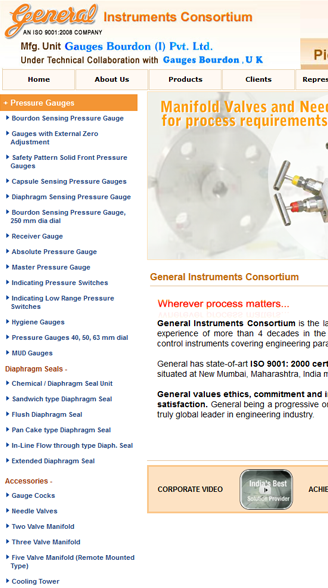 General Instruments Consortium
AN ISO 9001:2008 COMPANY
Mfg. Unit Gauges Bourdon (I) Pvt. Ltd.
Under Technical Collaboration with Gauges Bourdon , U K
Home
About Us
Products
Clients
+ Pressure Gauges
Bourdon Sensing Pressure Gauge
Gauges with External Zero
Adjustment
Safety Pattern Solid Front Pressure
Gauges
Capsule Sensing Pressure Gauges
Diaphragm Sensing Pressure Gauge
Bourdon Sensing Pressure Gauge,
250 mm dia dial
Receiver Gauge
Absolute Pressure Gauge
Master Pressure Gauge
Indicating Pressure Switches
Indicating Low Range Pressure
Switches
Hygiene Gauges
Pressure Gauges 40, 50, 63 mm dial
MUD Gauges
Diaphragm Seals -
Chemical / Diaphragm Seal Unit
Sandwich type Diaphragm Seal
Flush Diaphragm Seal
Pan Cake type Diaphragm Seal
In-Line Flow through type Diaph. Seal
Extended Diaphragm Seal
Accessories -
Gauge Cocks
Needle Valves
Two Valve Manifold
Three Valve Manifold
Five Valve Manifold (Remote Mounted
Type)
Cooling Tower
Manifold Valves and Nee
for process requirements
General Instruments Consortium
Wherever process matters...
General Instruments Consortium is the la
experience of more than 4 decades in the
control instruments covering engineering para
General has state-of-art ISO 9001: 2000 cert
situated at New Mumbai, Maharashtra, India m
General values ethics, commitment and i
satisfaction. General being a progressive o
truly global leader in engineering industry.
CORPORATE VIDEO
India's Best
Solution Provider
ACHIE